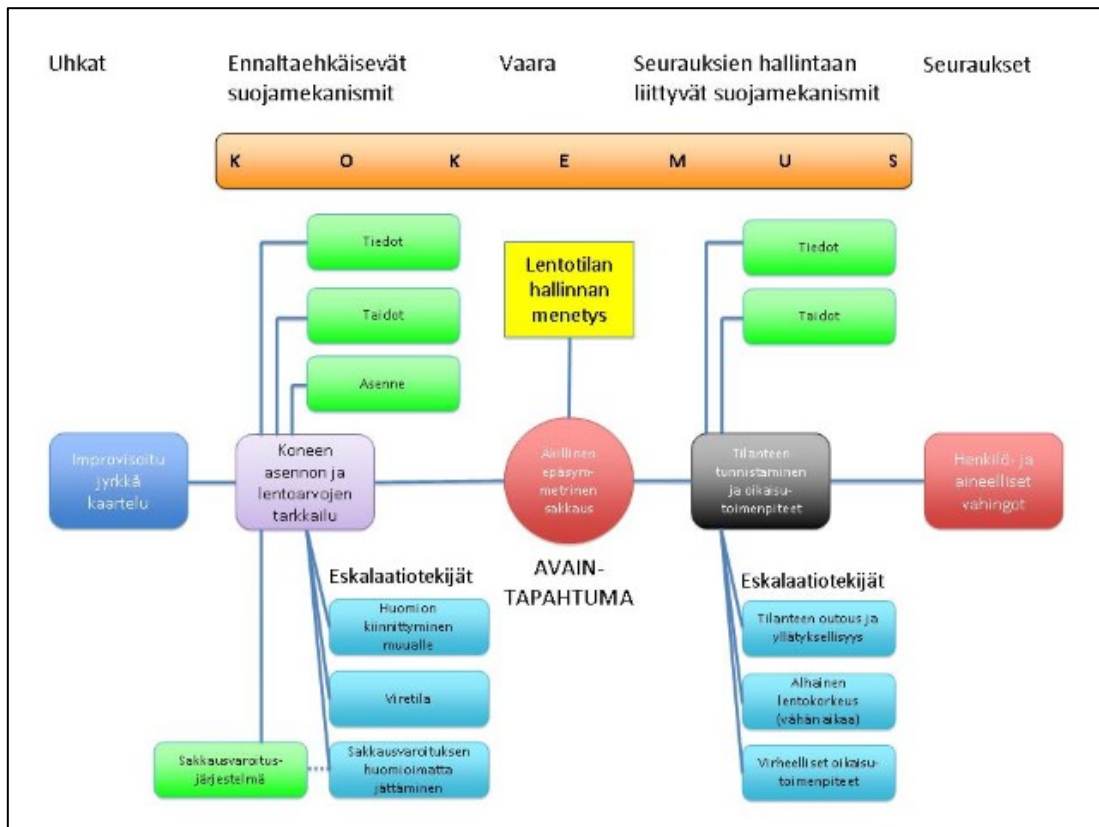 Uhkat
Ennaltaehkäisevät
suojamekanismit
Vaara
Seurauksien hallintaan
liittyvät suojamekanismit
Seuraukset
K O K E M U S
Tiedot
Taidot
Asenne
Lentotilan
hallinnan
menetys
Tiedot
Taidot
Improvisoitu
jyrkkä
kaartelu
Koneen
asennon ja
lentoarvojen
tarkkailu
Äkillinen
epäsym-
metrinen
sakkaus
Tilanteen
tunnistaminen
ja oikaisu-
toimenpiteet
Henkilö- ja
aineelliset
vahingot
AVAIN-
TAPAHTUMA
Eskalaatiotekijät
Huomion
kiinnittyminen
muualle
Viretila
Sakkausvaroituksen
huomioimatta
jättäminen
Sakkausvaroitus-
järjestelmä
Eskalaatiotekijät
Tilanteen outous ja
yllätyksellisyys
Alhainen
lentokorkeus
(vähän aikaa)
Virheelliset oikaisu-
toimenpiteet